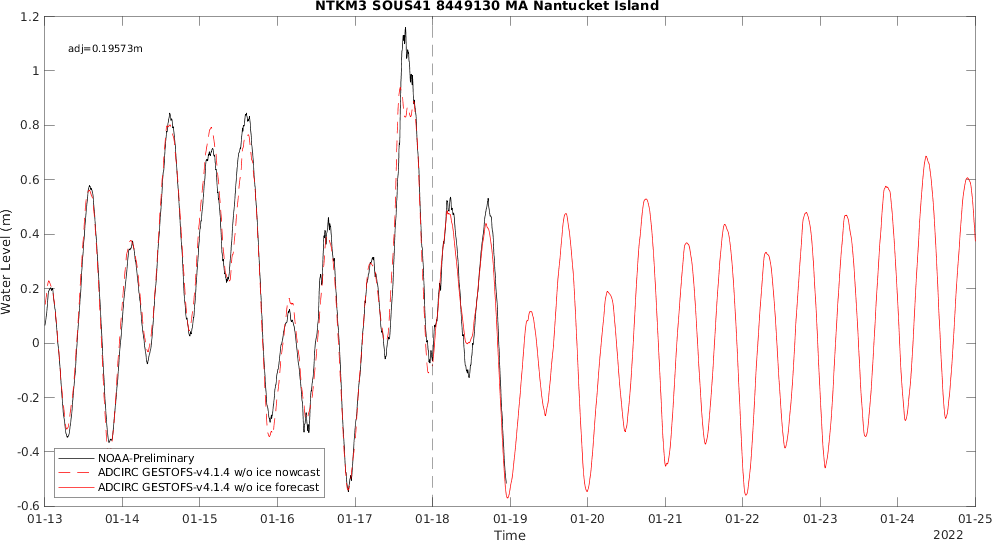 NTKM3 SOUS41 8449130 MA Nantucket Island
adj=0.19573m
1.2
1
0.8
0.6
0.4
0.2
0
-0.2
-0.4
-0.6
Water Level (m)
NOAA-Preliminary
ADCIRC GESTOFS-v4.1.4 w/o ice nowcast
ADCIRC GESTOFS-v4.1.4 w/o ice forecast
01-13 01-14 01-15 01-16 01-17 01-18 01-19 01-20 01-21 01-22 01-23 01-24 01-25
Time
2022